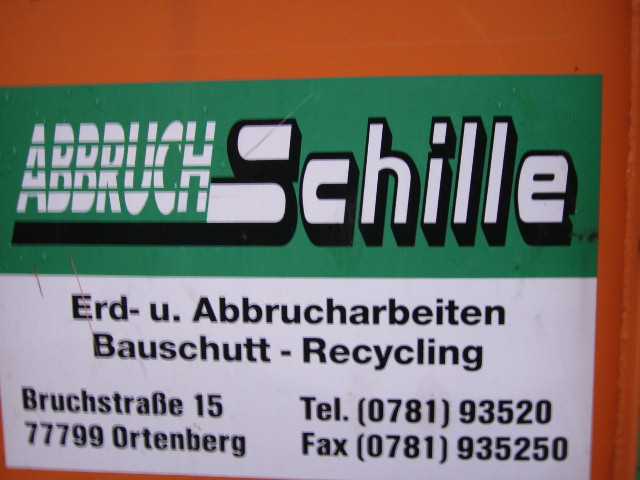 ABBRUCH Schille
Erd- u. Abbrucharbeiten
Bauschutt - Recycling
Bruchstraße 15
77799 Ortenberg
Tel. (0781) 93520
Fax (0781) 935250